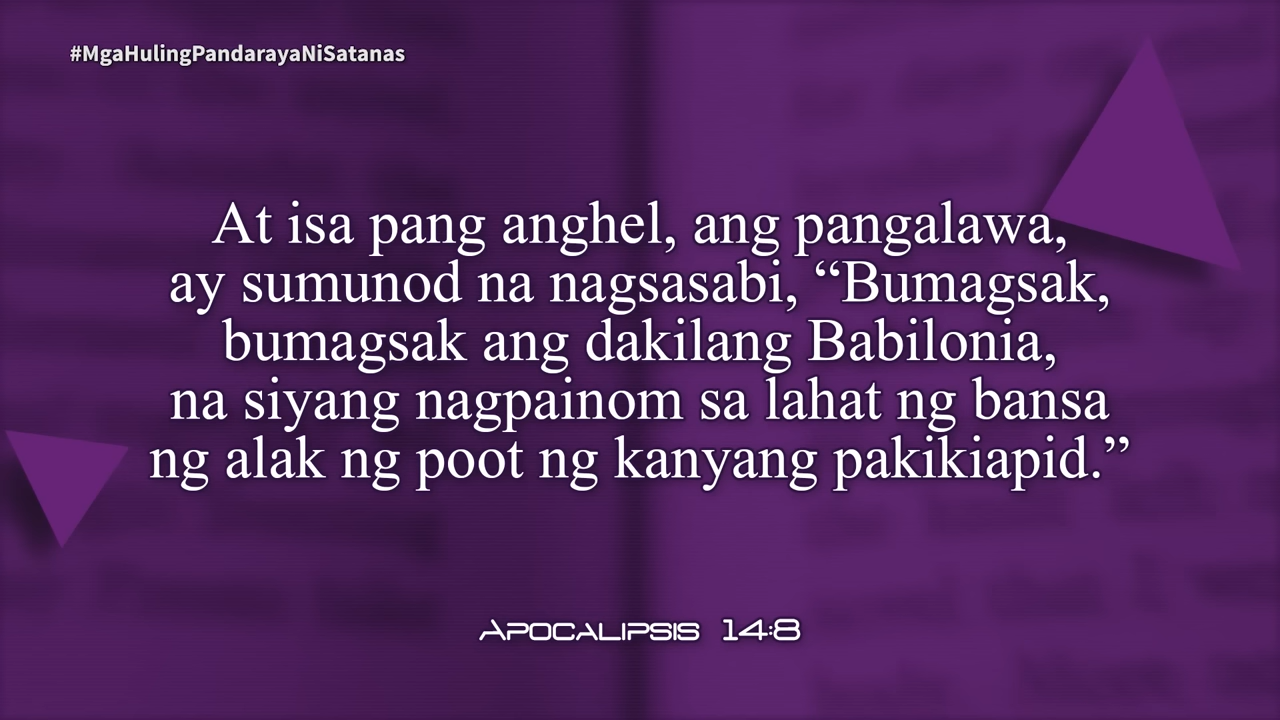 #MgaHulingPandarayaNiSatanas
At isa pang anghel, ang pangalawa,
ay sumunod na nagsasabi, “Bumagsak,
bumagsak ang dakilang Babilonia,
na siyang nagpainom sa lahat ng bansa
ng alak ng poot ng kanyang pakikiapid.”
APOCALIPSIS 14:8